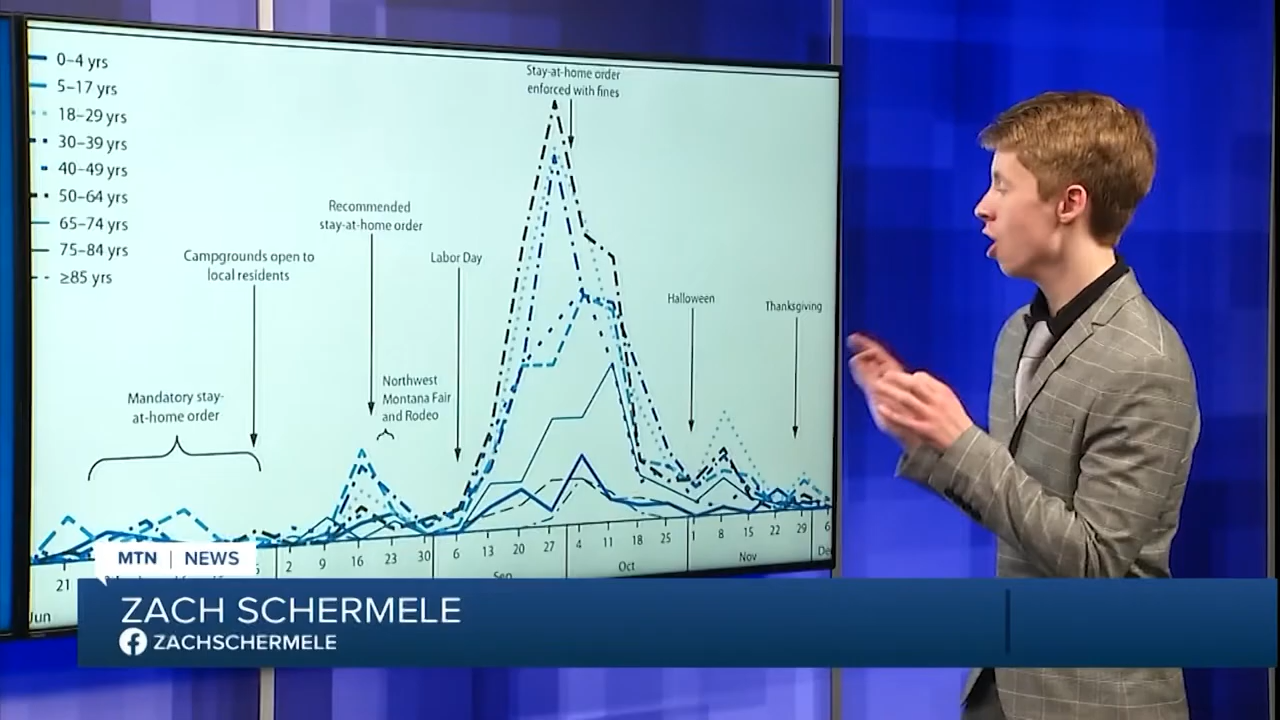 0–4 yrs
5–17 yrs
18–29 yrs
30–39 yrs
40–49 yrs
50–64 yrs
65–74 yrs
75–84 yrs
≥85 yrs
Stay-at-home order
enforced with fines
Recommended
stay-at-home order
Campgrounds open to
local residents
Labor Day
Halloween
Thanksgiving
Mandatory stay-
at-home order
Northwest
Montana Fair
and Rodeo
21
2 9 16 23 30 6 13 20 27 4 11 18 25 1 8 15 22 29 6
Jun
Sep
Oct
Nov
MTN | NEWS
ZACH SCHERMELE
ZACHSCHERMELE